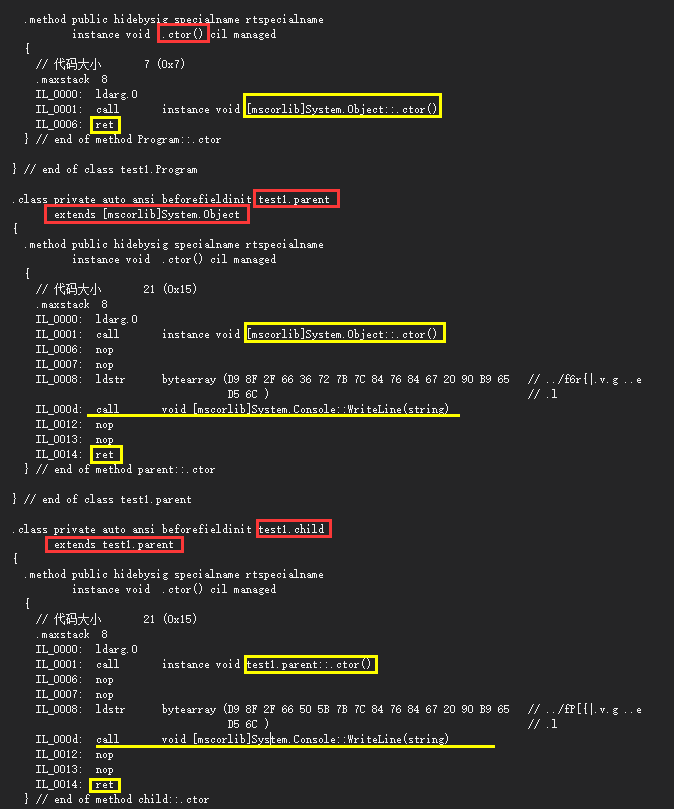 .method public hidebysig specialname rtspecialname
instance void .ctor() cil managed
{
// 代码大小 7 (0x7)
.maxstack 8
IL_0000: ldarg.0
IL_0001: call instance void [mscorlib]System.Object::.ctor()
IL_0006: ret
} // end of method Program::.ctor
} // end of class test1.Program
.class private auto ansi beforefieldinit test1.parent
extends [mscorlib]System.Object
{
.method public hidebysig specialname rtspecialname
instance void .ctor() cil managed
{
// 代码大小 21 (0x15)
.maxstack 8
IL_0000: ldarg.0
IL_0001: call instance void [mscorlib]System.Object::.ctor()
IL_0006: nop
IL_0007: nop
IL_0008: ldstr bytearray (D9 8F 2F 66 36 72 7B 7C 84 76 84 67 20 90 B9 65 // ../f6r{|.v.g ..e
D5 6C ) // .l
IL_000d: call void [mscorlib]System.Console::WriteLine(string)
IL_0012: nop
IL_0013: nop
IL_0014: ret
} // end of method parent::.ctor
} // end of class test1.parent
.class private auto ansi beforefieldinit test1.child
extends test1.parent
{
.method public hidebysig specialname rtspecialname
instance void .ctor() cil managed
{
// 代码大小 21 (0x15)
.maxstack 8
IL_0000: ldarg.0
IL_0001: call instance void test1.parent::.ctor()
IL_0006: nop
IL_0007: nop
IL_0008: ldstr bytearray (D9 8F 2F 66 50 5B 7B 7C 84 76 84 67 20 90 B9 65 // ../fP[{|.v.g ..e
D5 6C ) // .l
IL_000d: call void [mscorlib]System.Console::WriteLine(string)
IL_0012: nop
IL_0013: nop
IL_0014: ret
} // end of method child::.ctor